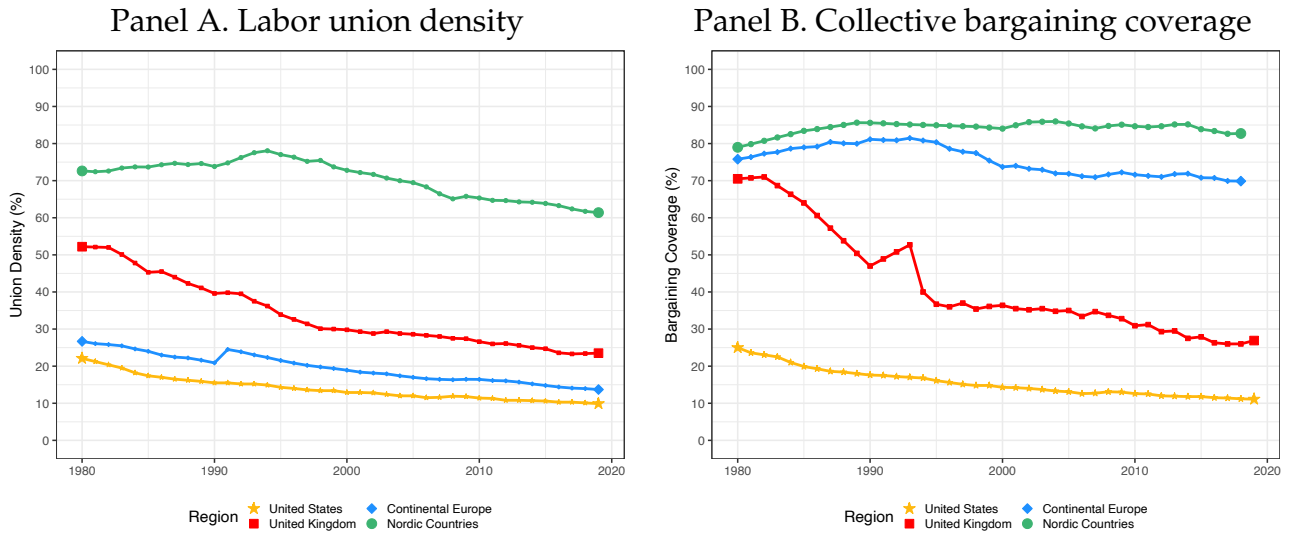 Panel A. Labor union density
Union Density (%)
100
90
80
70
60
50
40
30
20
10
0
1980 1990 2000 2010 2020
Region
United States
United Kingdom
Continental Europe
Nordic Countries
Panel B. Collective bargaining coverage
Bargaining Coverage (%)
100
90
80
70
60
50
40
30
20
10
0
1980 1990 2000 2010 2020
Region
United States
United Kingdom
Continental Europe
Nordic Countries